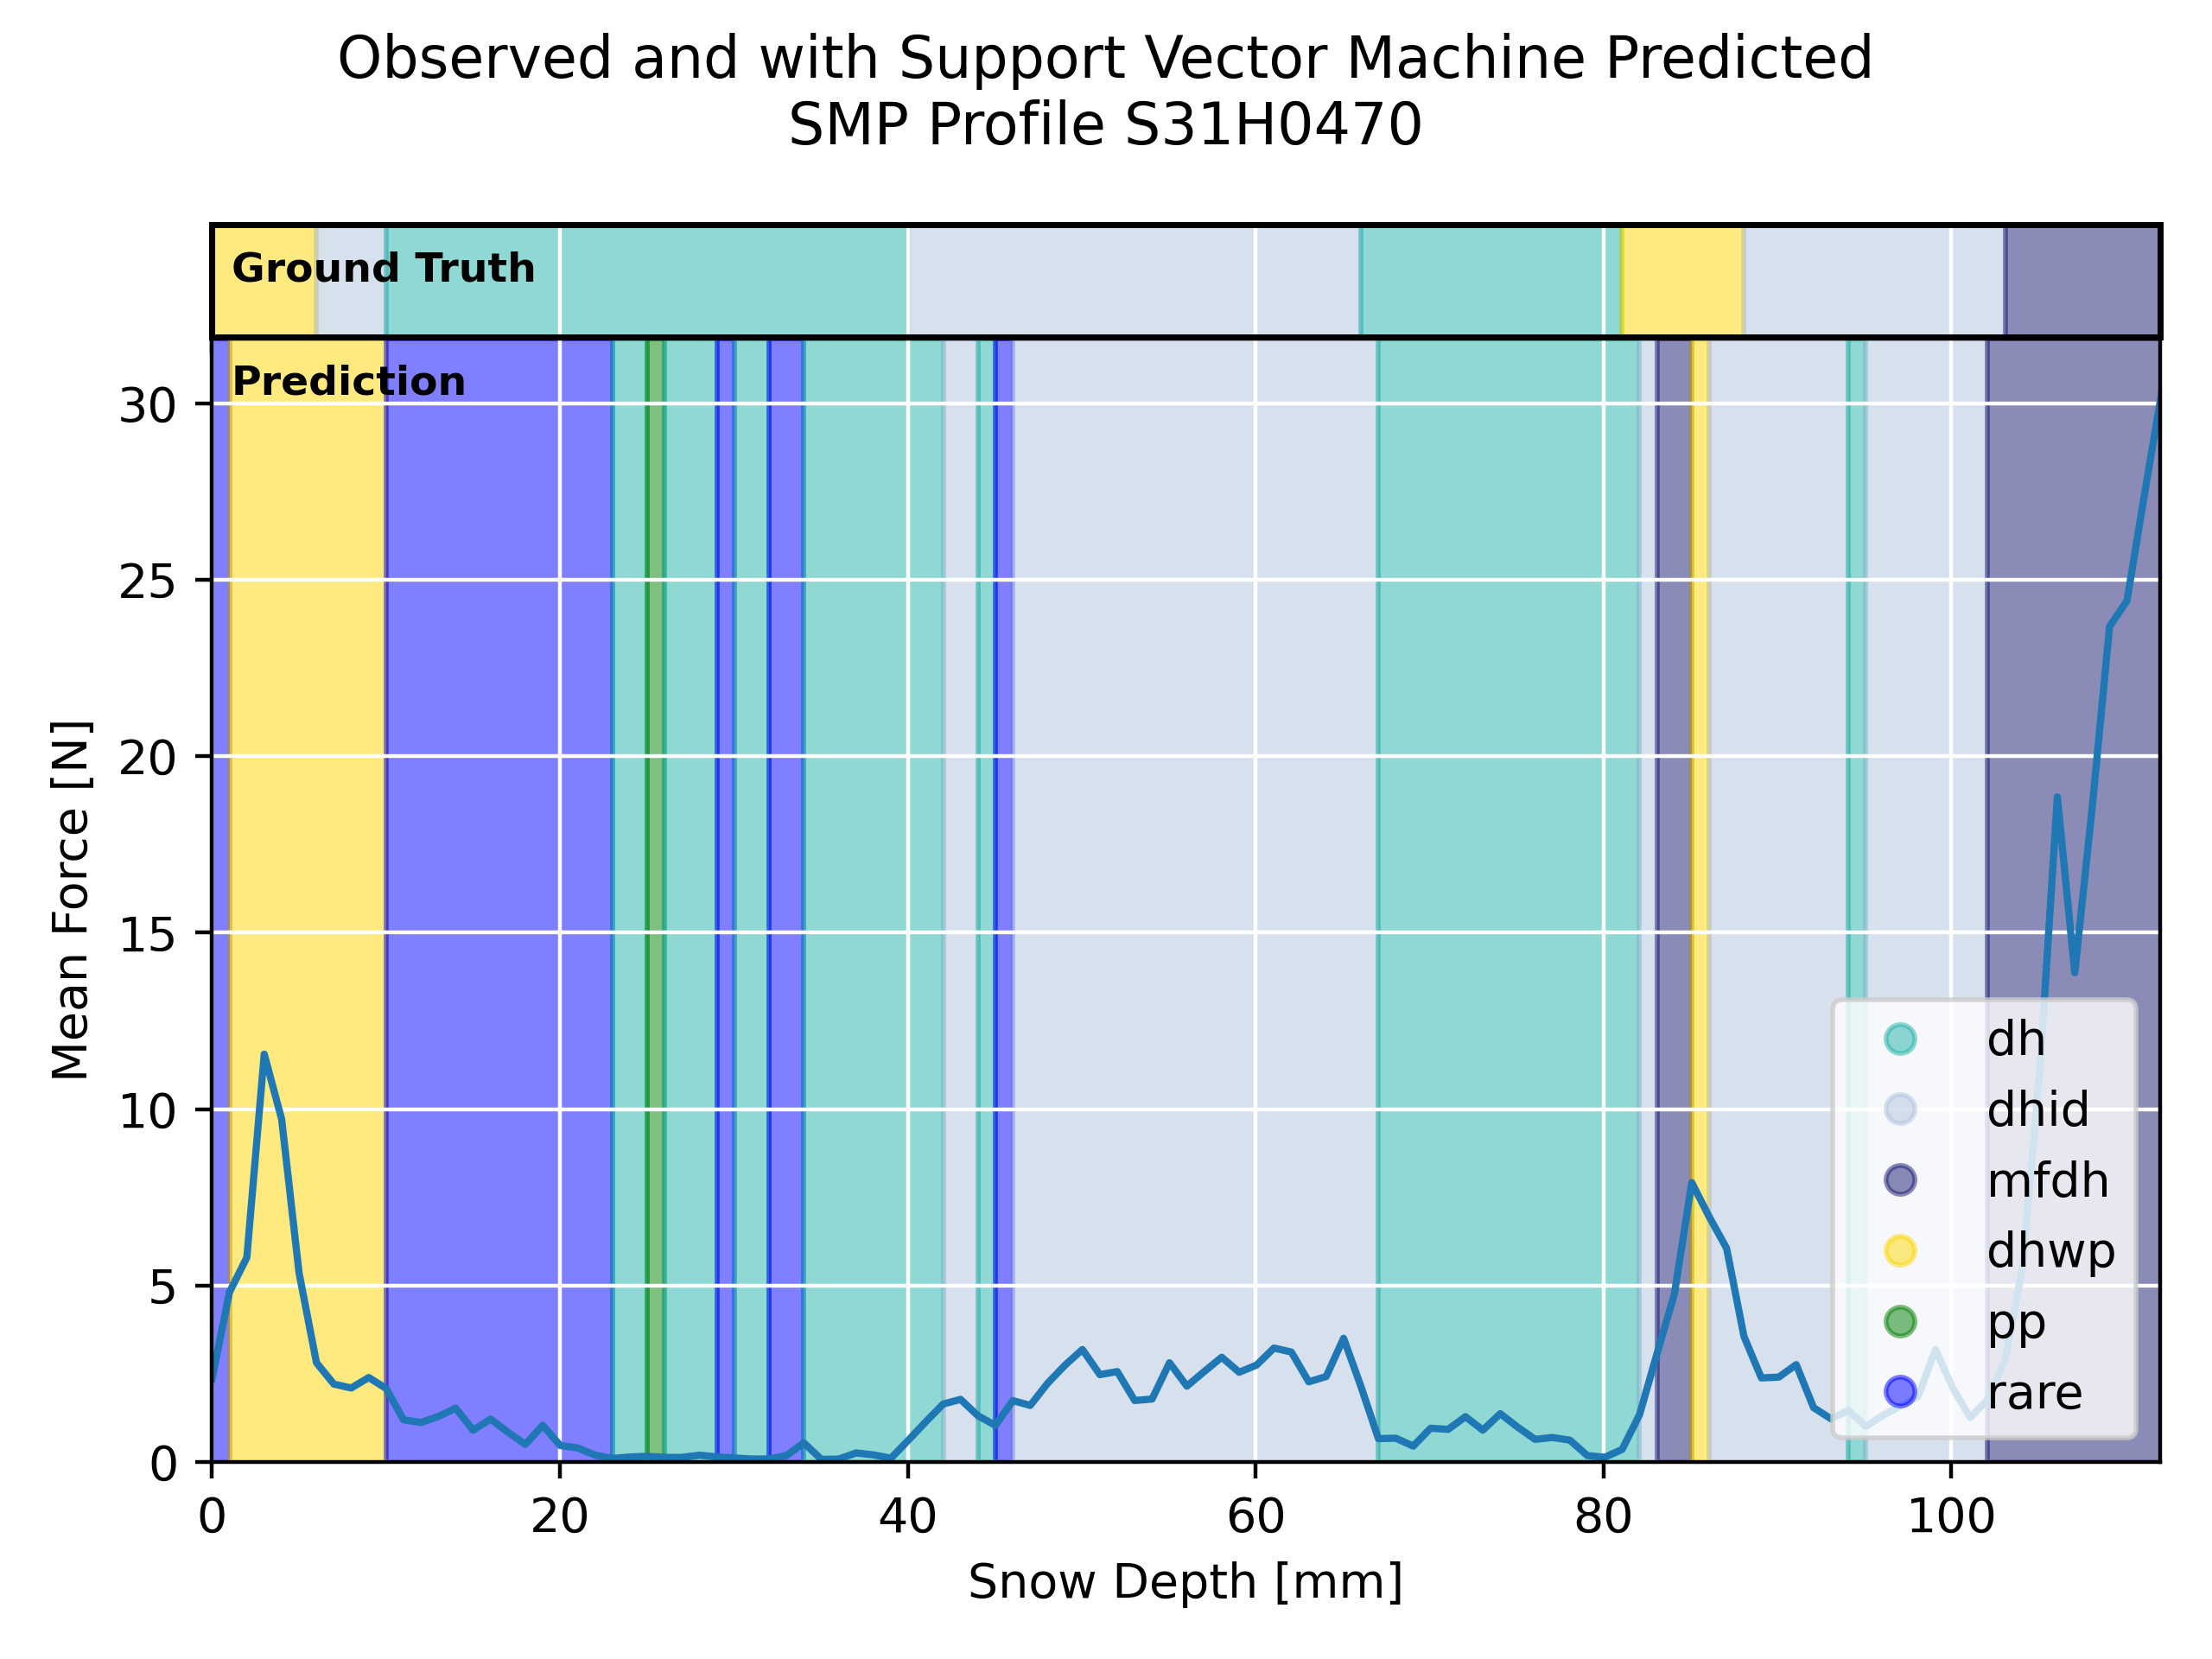 Observed and with Support Vector Machine Predicted
SMP Profile S31H0470
Ground Truth
Prediction
30
25
20
15
10
5
0
Mean Force [N]
0 20 40 60 80 100
Snow Depth [mm]
dh
dhid
mfdh
dhwp
pp
rare